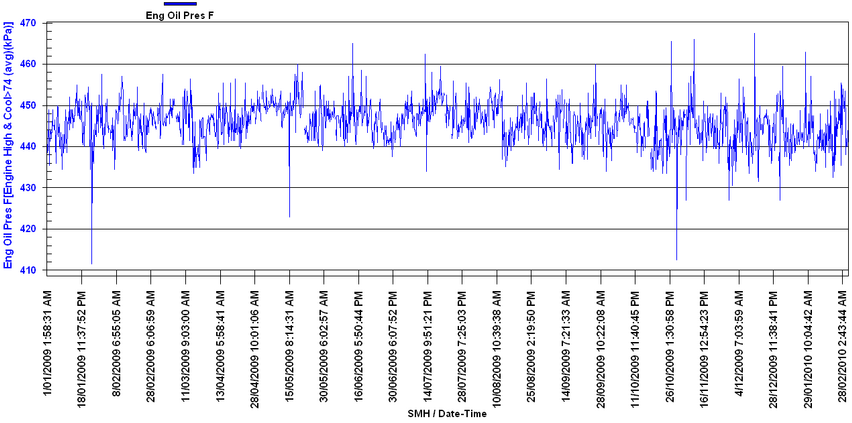 Eng Oil Pres F
Eng Oil Pres F[Engine High & Cool>74 (avg)(kPa)]
470
460
450
440
430
420
410
1/01/2009 1:58:31 AM
18/01/2009 11:37:52 PM
8/02/2009 6:55:05 AM
28/02/2009 6:06:59 AM
11/03/2009 9:03:00 AM
13/04/2009 5:58:41 AM
28/04/2009 10:01:06 AM
15/05/2009 8:14:31 AM
30/05/2009 6:02:57 AM
16/06/2009 5:50:44 PM
30/06/2009 6:07:52 PM
14/07/2009 9:51:21 PM
28/07/2009 7:25:03 PM
10/08/2009 10:39:38 AM
25/08/2009 2:19:50 PM
14/09/2009 7:21:33 AM
28/09/2009 10:22:08 AM
11/10/2009 11:40:45 PM
26/10/2009 1:30:58 PM
16/11/2009 12:54:23 PM
4/12/2009 7:03:59 AM
28/12/2009 11:38:41 PM
29/01/2010 10:04:42 AM
28/02/2010 2:43:44 AM
SMH / Date-Time